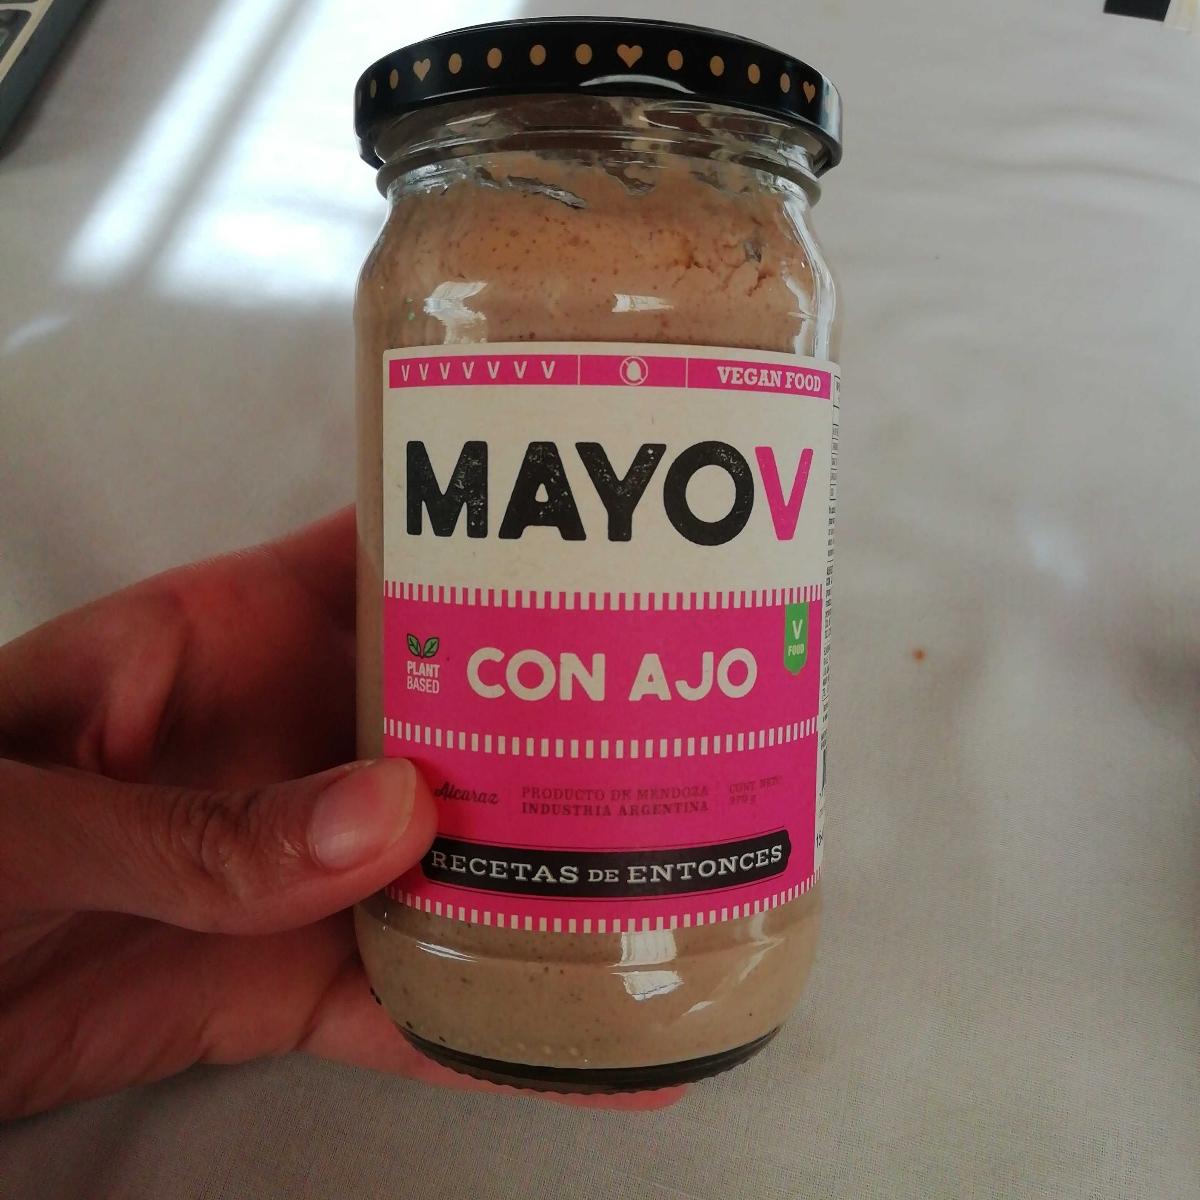 V V V V V V V
VEGAN FOOD
MAYOV
PLANT
BASED
CON AJO
V
FOOD
Alcaraz
PRODUCTO DE MENDOZA
INDUSTRIA ARGENTINA
CONT. NETO:
370 g
RECETAS DE ENTONCES